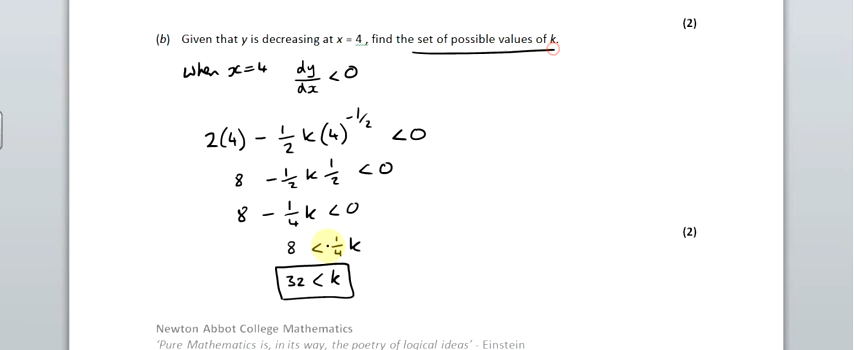 (2)
(b) Given that y is decreasing at x = 4, find the set of possible values of k.
when x=4 dy/dx <0
2(4) - 1/2 k(4)^-1/2 <0
8 - 1/2 k 1/2 <0
8 - 1/4 k <0
8 < 1/4 k
(2)
32 < k
Newton Abbot College Mathematics
'Pure Mathematics is, in its way, the poetry of logical ideas' - Einstein